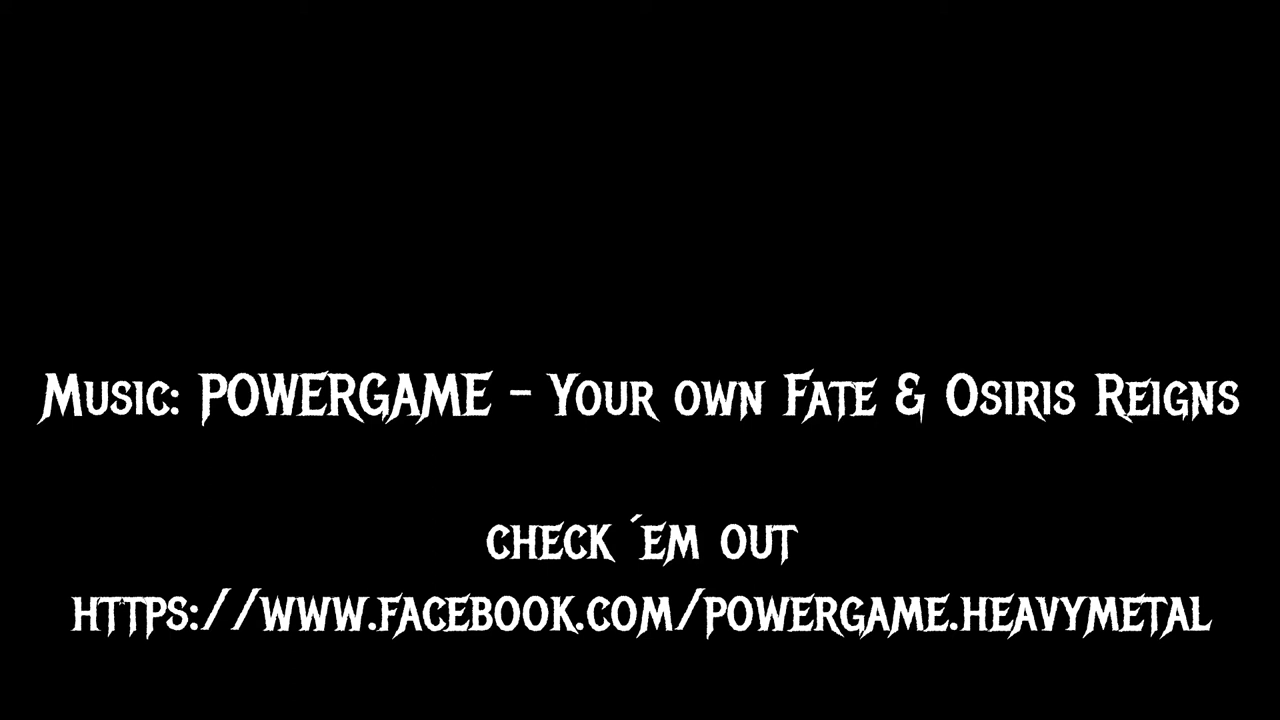 Music: POWERGAME - Your own Fate & Osiris Reigns
check ´em out
https://www.facebook.com/powergame.heavymetal